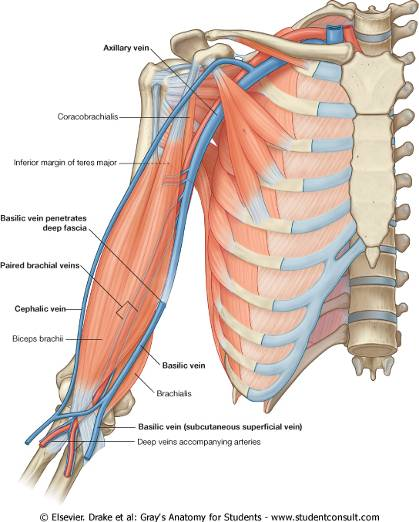 Axillary vein
Coracobrachialis
Inferior margin of teres major
Basilic vein penetrates
deep fascia
Paired brachial veins
Cephalic vein
Biceps brachii
Basilic vein
Brachialis
Basilic vein (subcutaneous superficial vein)
Deep veins accompanying arteries
© Elsevier. Drake et al: Gray's Anatomy for Students - www.studentconsult.com